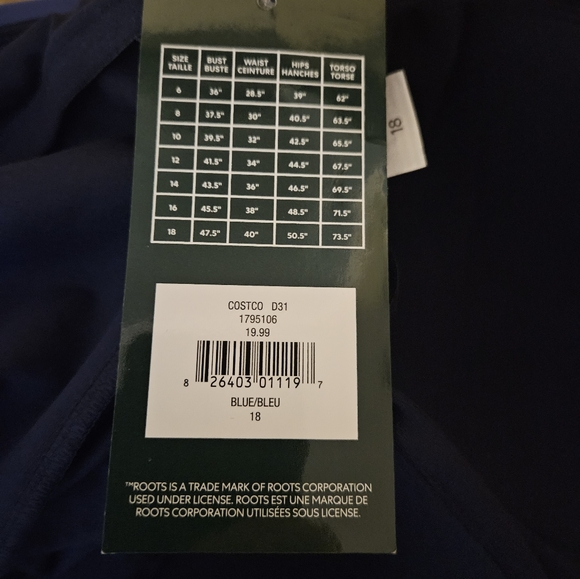 SIZE TAILLE BUST BUSTE WAIST CEINTURE HIPS HANCHES TORSO TORSE
6 36" 28.5" 39" 62"
8 37.5" 30" 40.5" 63.5"
10 39.5" 32" 42.5" 65.5"
12 41.5" 34" 44.5" 67.5"
14 43.5" 36" 46.5" 69.5"
16 45.5" 38" 48.5" 71.5"
18 47.5" 40" 50.5" 73.5"
18
COSTCO D31
1795106
19.99
8 26403 01119 7
BLUE/BLEU
18
™ROOTS IS A TRADE MARK OF ROOTS CORPORATION
USED UNDER LICENSE. ROOTS EST UNE MARQUE DE
ROOTS CORPORATION UTILISÉES SOUS LICENSE.